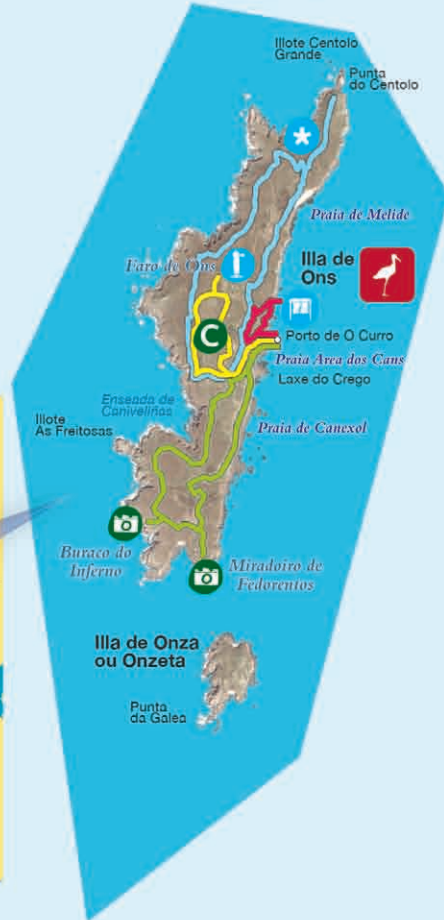 Illote Centolo
Grande
Punta
do Centolo
Praia de Melide
Faro de Ons
Illa de
Ons
C
Porto de O Curro
Praia Area dos Cans
Laxe do Crego
Enseada de
Caniveliñas
Illote
As Freitosas
Praia de Canexol
Buraco do
Inferno
Miradoiro de
Fedorentos
Illa de Onza
ou Onzeta
Punta
da Galea